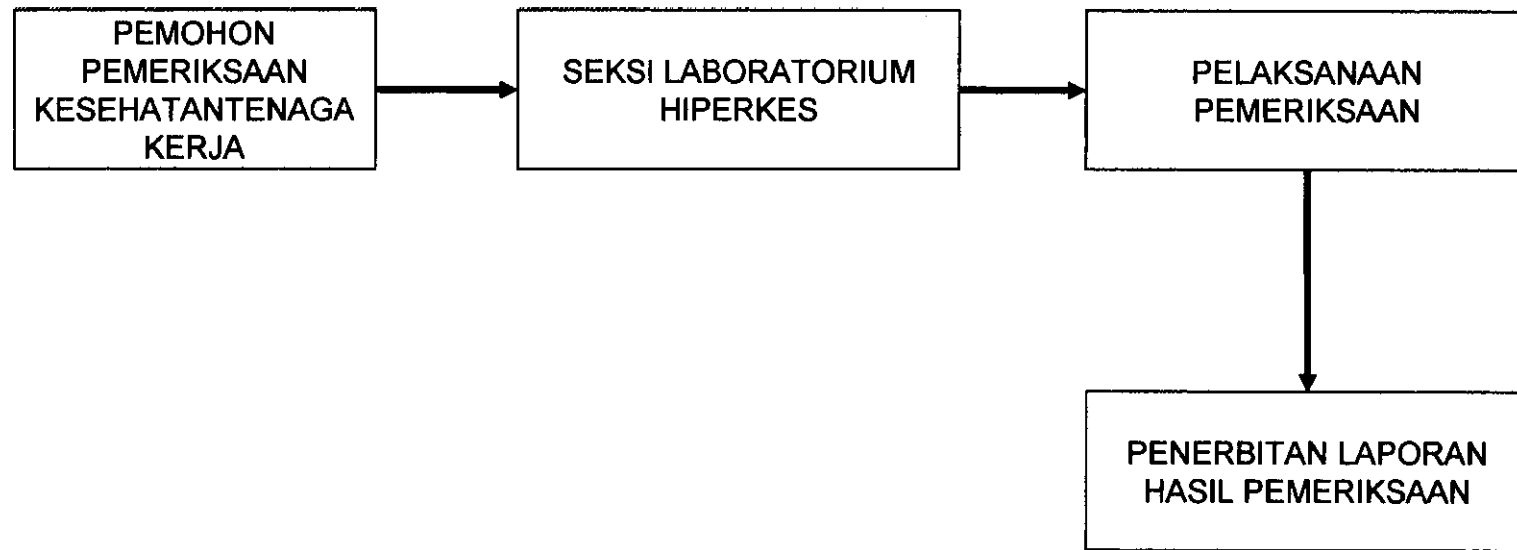 PEMOHON
PEMERIKSAAN
KESEHATANTENAGA
KERJA
SEKSI LABORATORIUM
HIPERKES
PELAKSANAAN
PEMERIKSAAN
PENERBITAN LAPORAN
HASIL PEMERIKSAAN